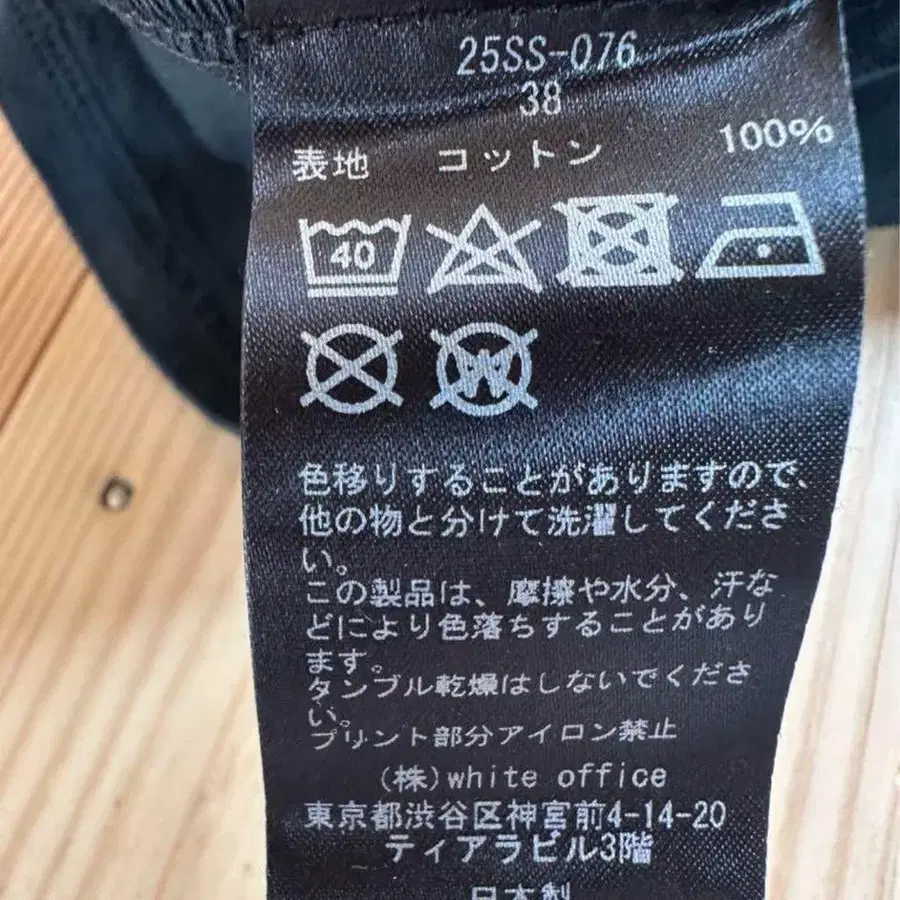 25SS-076
38
表地 コットン 100%
40
W
色移りすることがありますので、
他の物と分けて洗濯してくださ
い。
この製品は、摩擦や水分、汗な
どにより色落ちすることがあり
ます。
タンブル乾燥はしないでくださ
い。
プリント部分アイロン禁止
(株)white office
東京都渋谷区神宮前4-14-20
ティアラビル3階
日本製